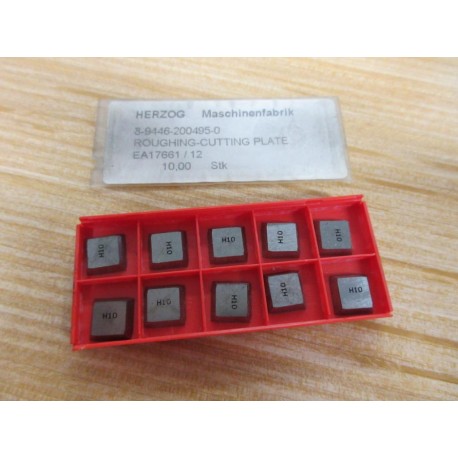 HERZOG Maschinenfabrik
8-9446-200495-0
ROUGHING-CUTTING PLATE
EA17661 / 12
10,00 Stk
H10 H10 H10 H10 H10
H10 H10 H10 H10 H10